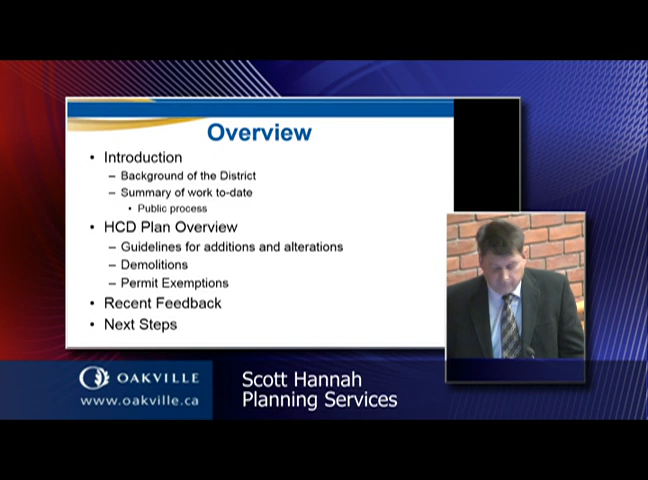 Overview
• Introduction
– Background of the District
– Summary of work to-date
• Public process
• HCD Plan Overview
– Guidelines for additions and alterations
– Demolitions
– Permit Exemptions
• Recent Feedback
• Next Steps
OAKVILLE
www.oakville.ca
Scott Hannah
Planning Services